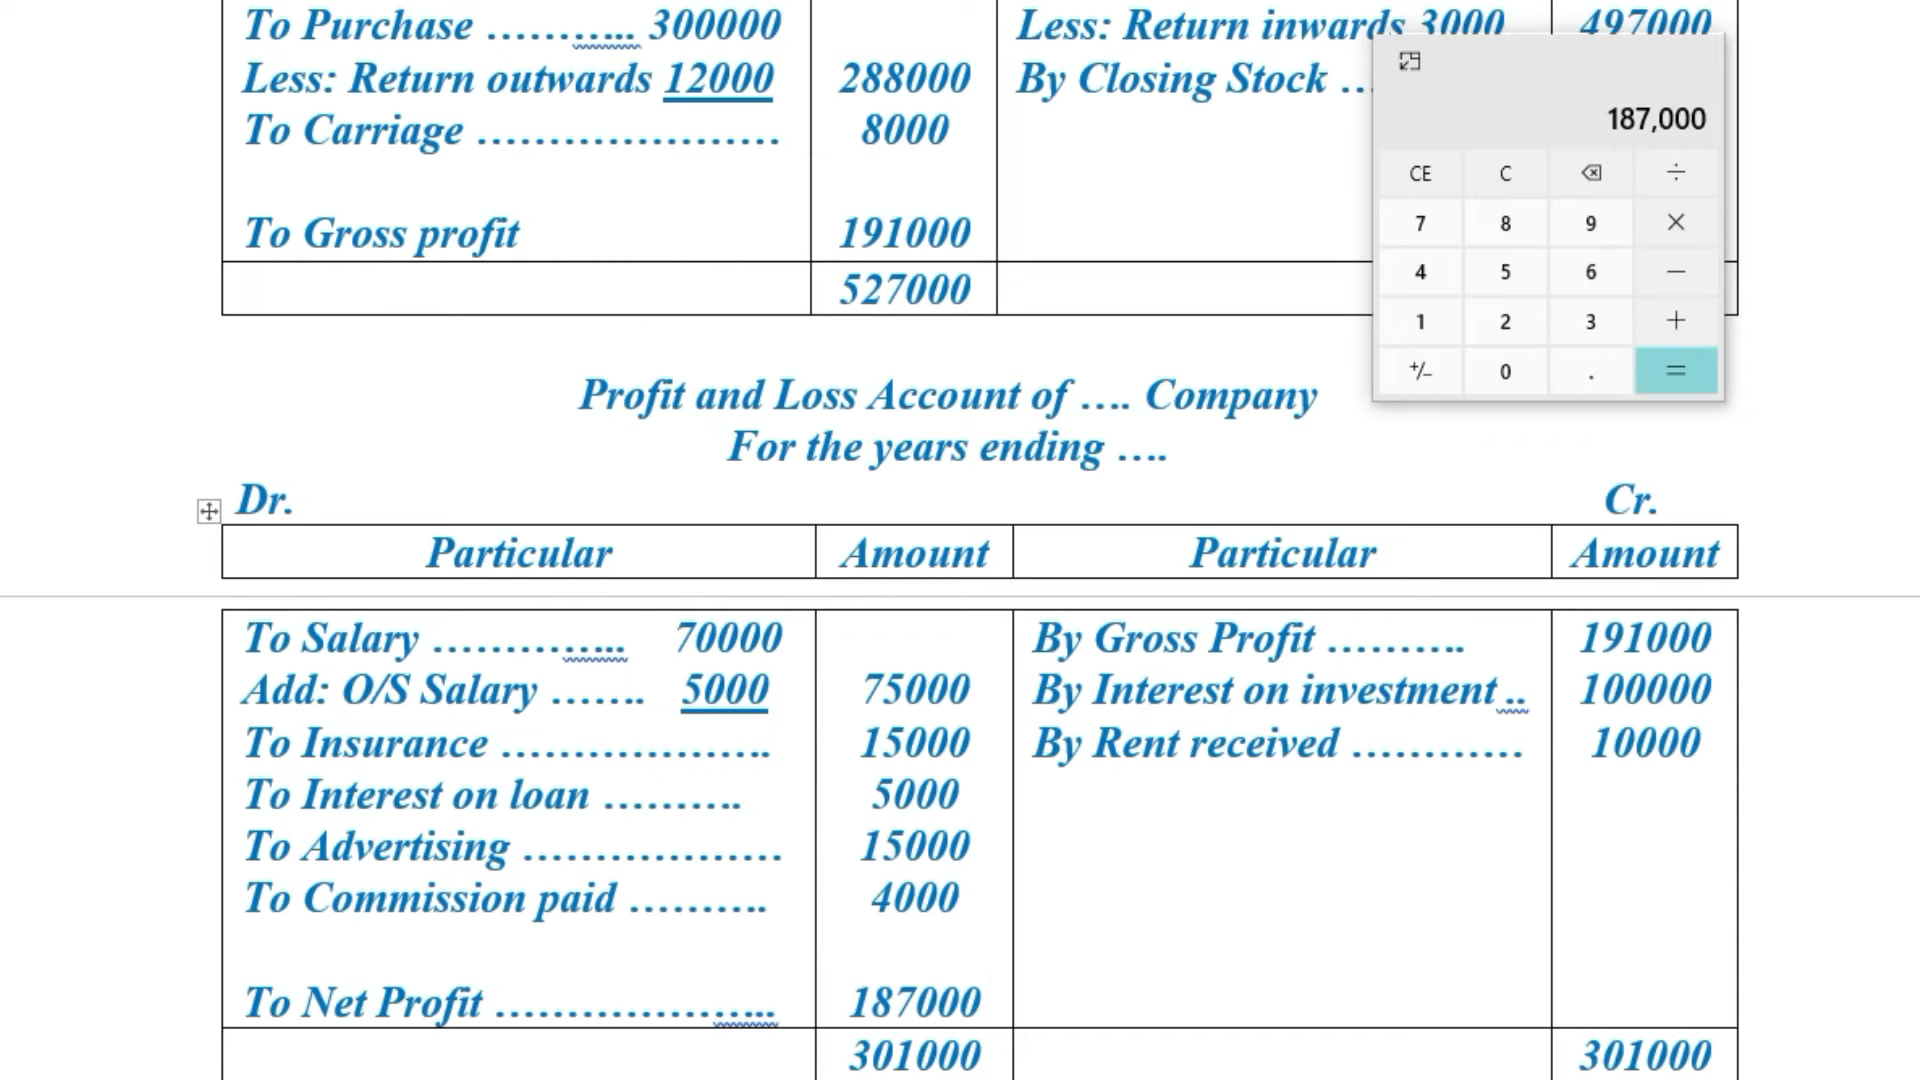 To Purchase ………... 300000 Less: Return inwards 3000 497000
Less: Return outwards 12000 288000 By Closing Stock …
To Carriage ………………… 8000
To Gross profit 191000
527000
187,000
CE C ⌫ ÷
7 8 9 ×
4 5 6 −
1 2 3 +
+/− 0 . =
Profit and Loss Account of …. Company
For the years ending ….
Dr. Cr.
Particular Amount Particular Amount
To Salary …………... 70000 By Gross Profit ………. 191000
Add: O/S Salary ……. 5000 75000 By Interest on investment .. 100000
To Insurance ………………. 15000 By Rent received ………… 10000
To Interest on loan ………. 5000
To Advertising ……………… 15000
To Commission paid ………. 4000
To Net Profit ………………... 187000
301000 301000